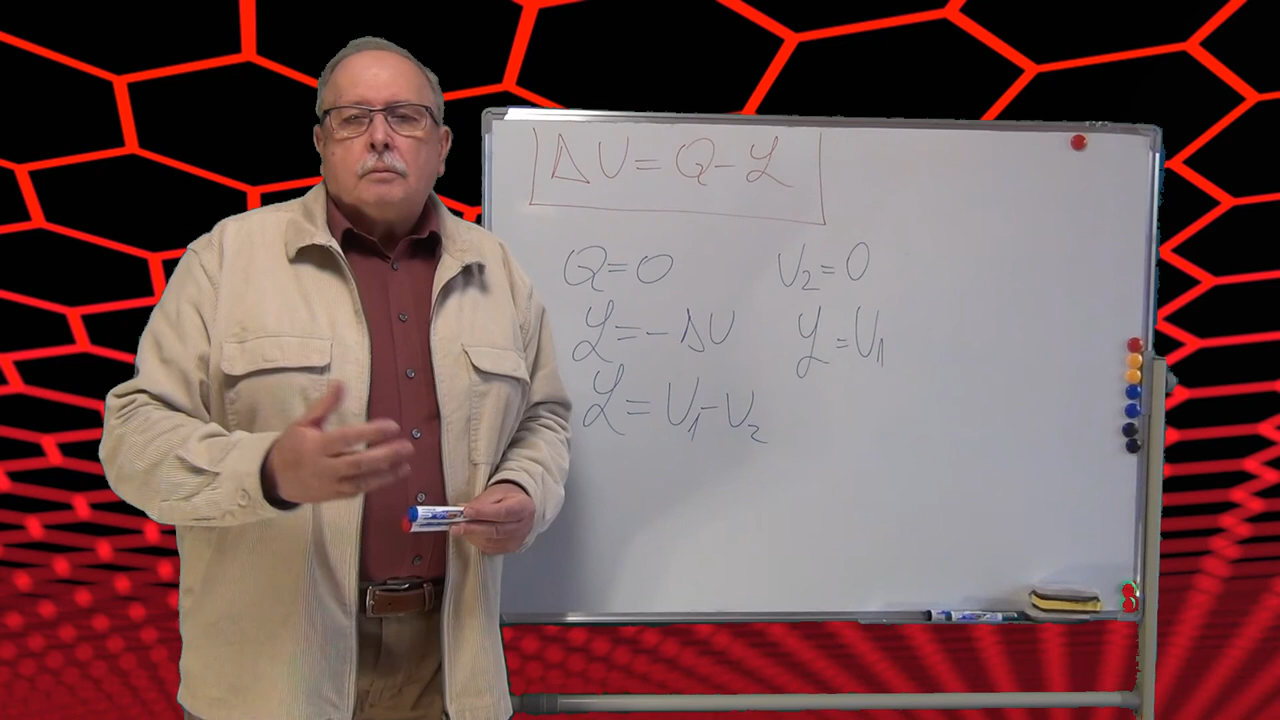 ΔU = Q - ℒ
Q = 0
ℒ = - ΔU
ℒ = U₁ - U₂
U₂ = 0
ℒ = U₁